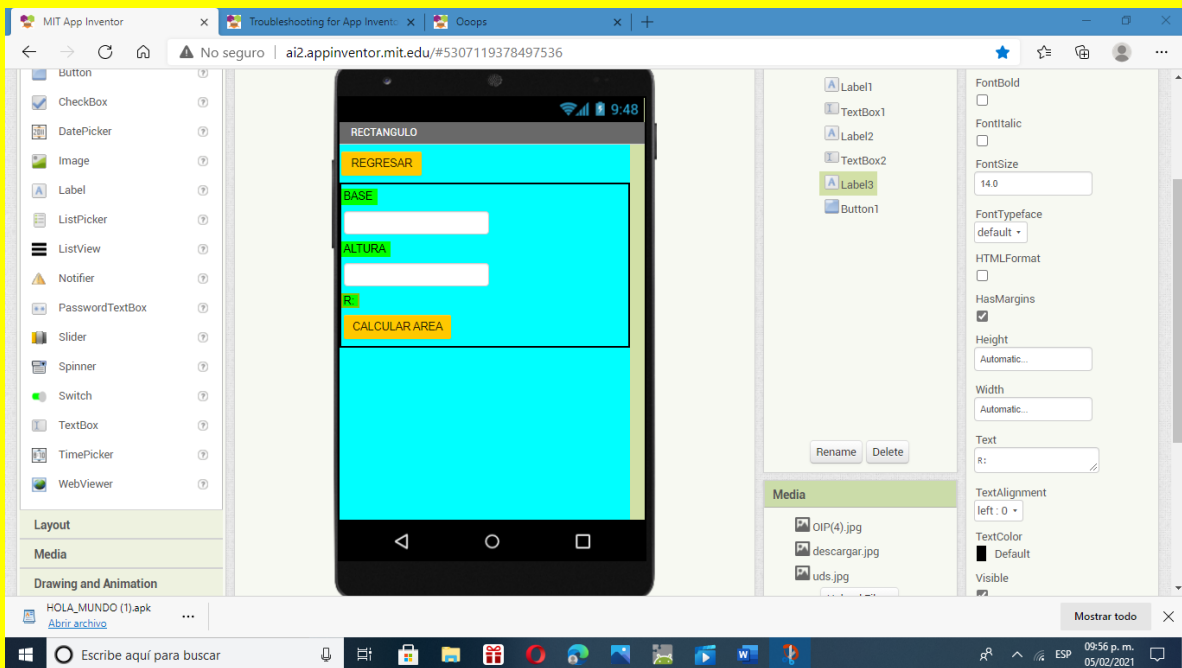 MIT App Inventor
Troubleshooting for App Invento
Ooops
No seguro
ai2.appinventor.mit.edu/#5307119378497536
Button
CheckBox
DatePicker
Image
Label
ListPicker
ListView
Notifier
PasswordTextBox
Slider
Spinner
Switch
TextBox
TimePicker
WebViewer
Layout
Media
Drawing and Animation
9:48
RECTANGULO
REGRESAR
BASE
ALTURA
R:
CALCULAR AREA
Label1
TextBox1
Label2
TextBox2
Label3
Button1
Rename
Delete
Media
OIP(4).jpg
descargar.jpg
uds.jpg
FontBold
FontItalic
FontSize
14.0
FontTypeface
default
HTMLFormat
HasMargins
Height
Automatic...
Width
Automatic...
Text
R:
TextAlignment
left : 0
TextColor
Default
Visible
HOLA_MUNDO (1).apk
Abrir archivo
Mostrar todo
Escribe aquí para buscar
ESP
09:56 p. m.
05/02/2021